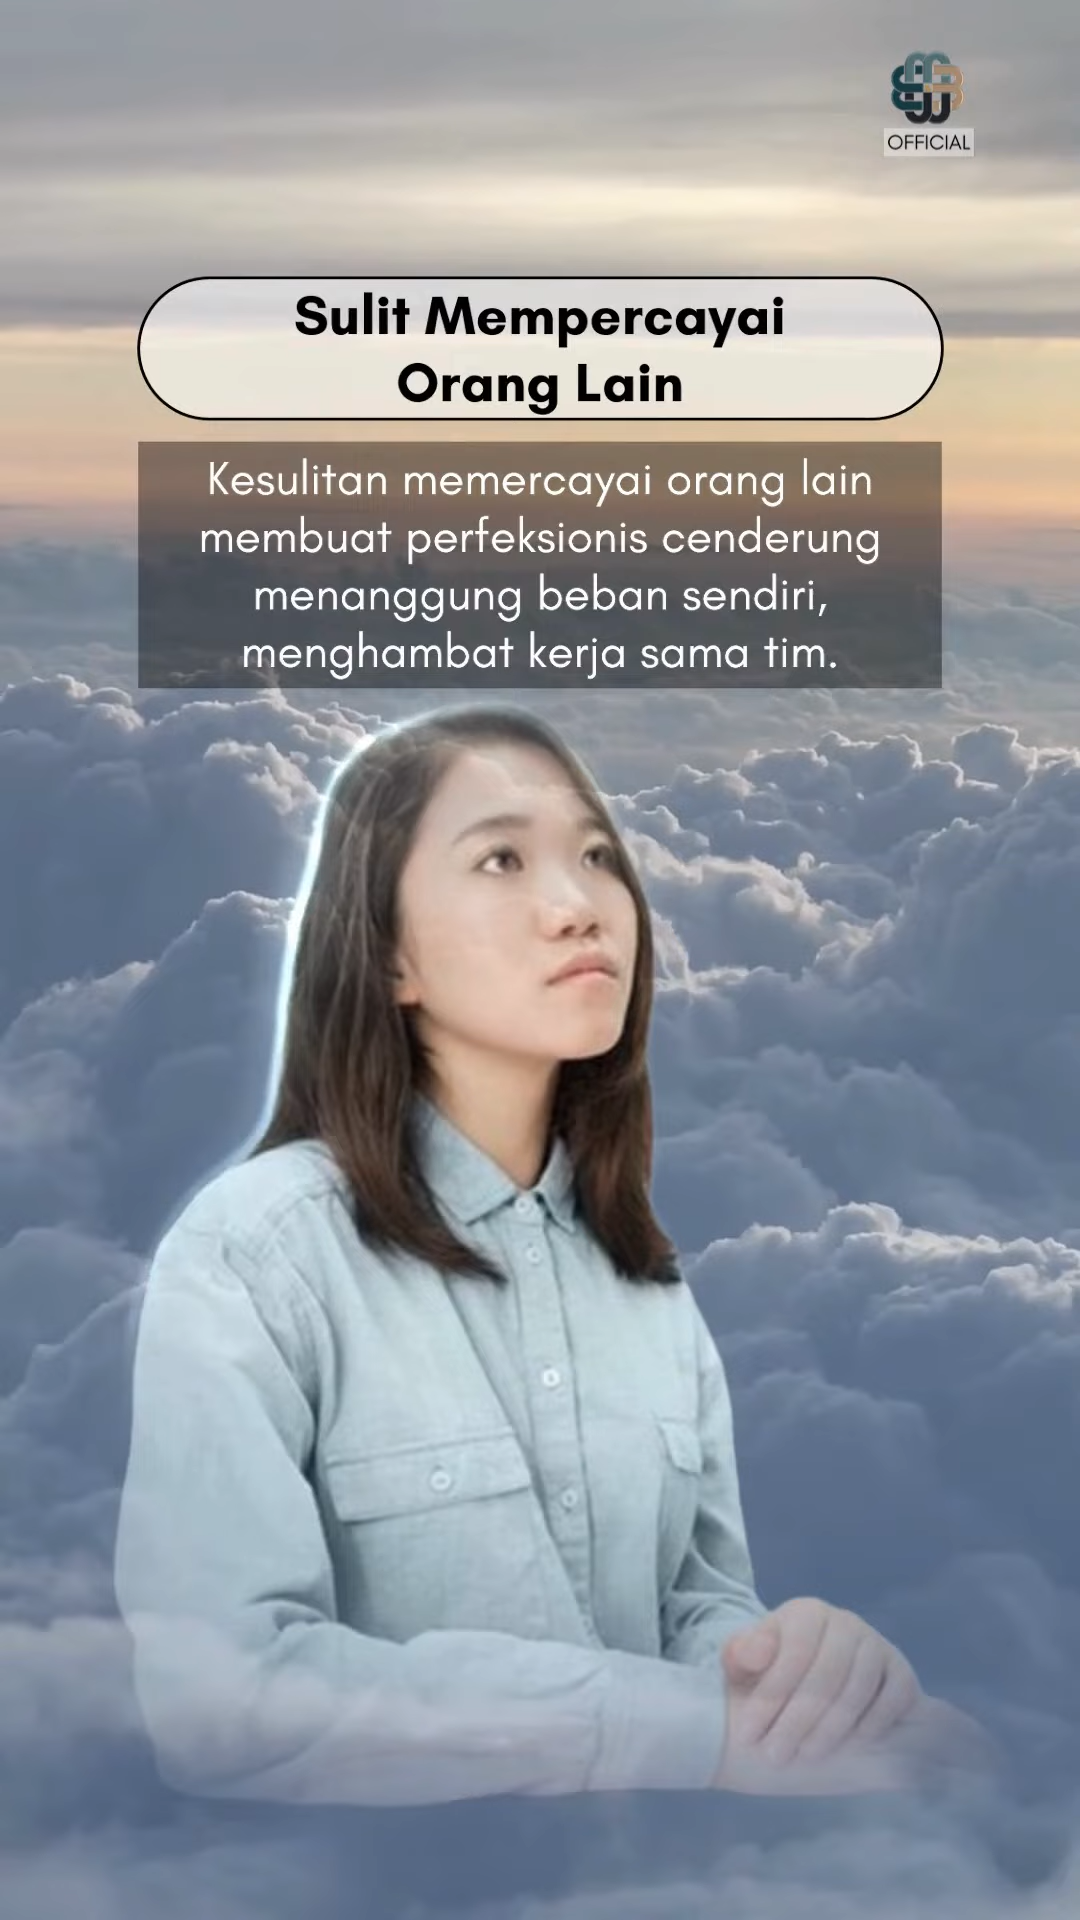 OFFICIAL
Sulit Mempercayai
Orang Lain
Kesulitan memercayai orang lain
membuat perfeksionis cenderung
menanggung beban sendiri,
menghambat kerja sama tim.